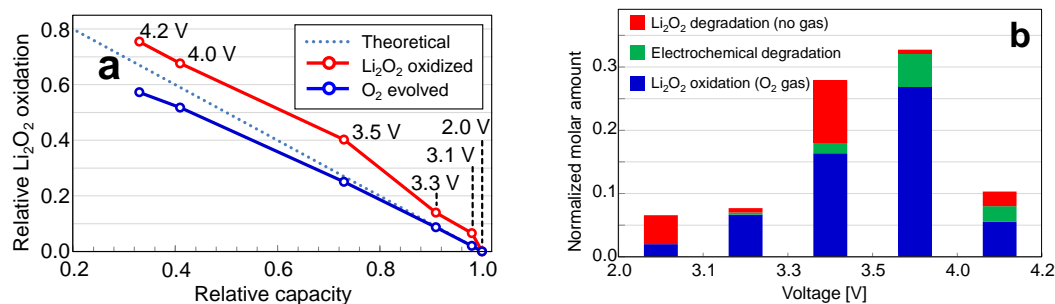 a
0.8
0.6
0.4
0.2
0.0
Relative Li₂O₂ oxidation
4.2 V
4.0 V
3.5 V
3.3 V
3.1 V
2.0 V
Theoretical
Li₂O₂ oxidized
O₂ evolved
0.2
0.4
0.6
0.8
1.0
Relative capacity
b
Li₂O₂ degradation (no gas)
Electrochemical degradation
Li₂O₂ oxidation (O₂ gas)
0.3
0.2
0.1
0.0
Normalized molar amount
2.0
3.1
3.3
3.5
4.0
4.2
Voltage [V]